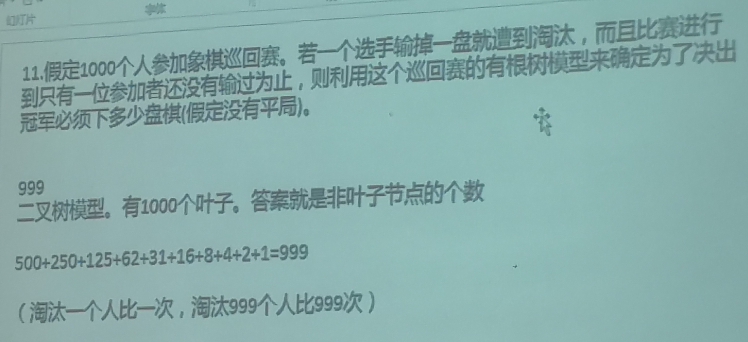 幻灯片
字体
11.假定1000个人参加象棋巡回赛。若一个选手输掉一盘就遭到淘汰，而且比赛进行
到只有一位参加者还没有输过为止，则利用这个巡回赛的有根树模型来确定为了决出
冠军必须下多少盘棋(假定没有平局)。
999
二叉树模型。有1000个叶子。答案就是非叶子节点的个数
500+250+125+62+31+16+8+4+2+1=999
（淘汰一个人比一次，淘汰999个人比999次）